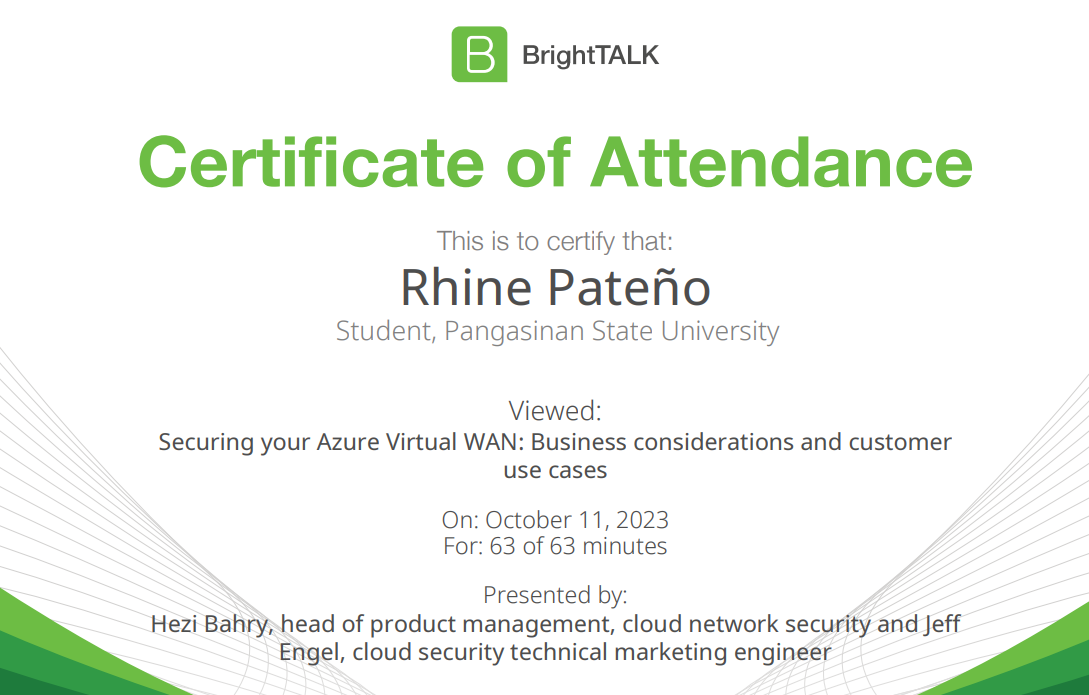 B BrightTALK
Certificate of Attendance
This is to certify that:
Rhine Pateño
Student, Pangasinan State University
Viewed:
Securing your Azure Virtual WAN: Business considerations and customer
use cases
On: October 11, 2023
For: 63 of 63 minutes
Presented by:
Hezi Bahry, head of product management, cloud network security and Jeff
Engel, cloud security technical marketing engineer